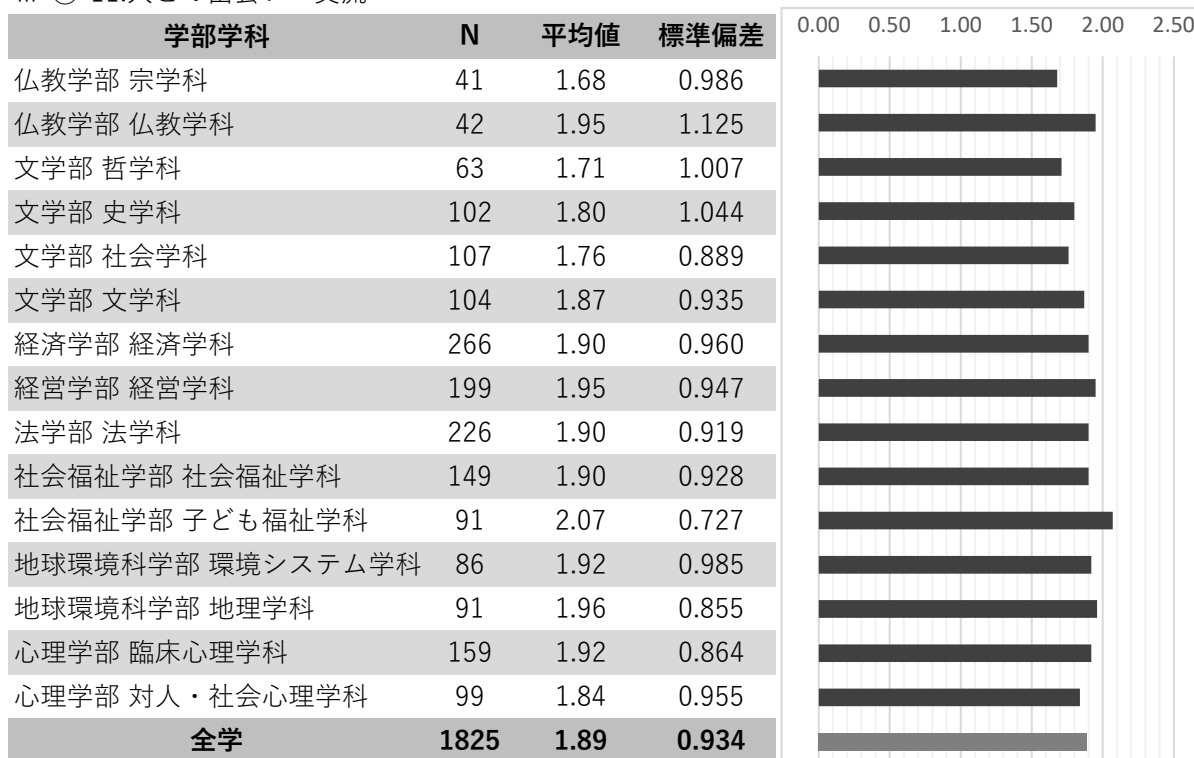 学部学科 N 平均値 標準偏差
0.00 0.50 1.00 1.50 2.00 2.50
仏教学部 宗学科 41 1.68 0.986
仏教学部 仏教学科 42 1.95 1.125
文学部 哲学科 63 1.71 1.007
文学部 史学科 102 1.80 1.044
文学部 社会学科 107 1.76 0.889
文学部 文学科 104 1.87 0.935
経済学部 経済学科 266 1.90 0.960
経営学部 経営学科 199 1.95 0.947
法学部 法学科 226 1.90 0.919
社会福祉学部 社会福祉学科 149 1.90 0.928
社会福祉学部 子ども福祉学科 91 2.07 0.727
地球環境科学部 環境システム学科 86 1.92 0.985
地球環境科学部 地理学科 91 1.96 0.855
心理学部 臨床心理学科 159 1.92 0.864
心理学部 対人・社会心理学科 99 1.84 0.955
全学 1825 1.89 0.934